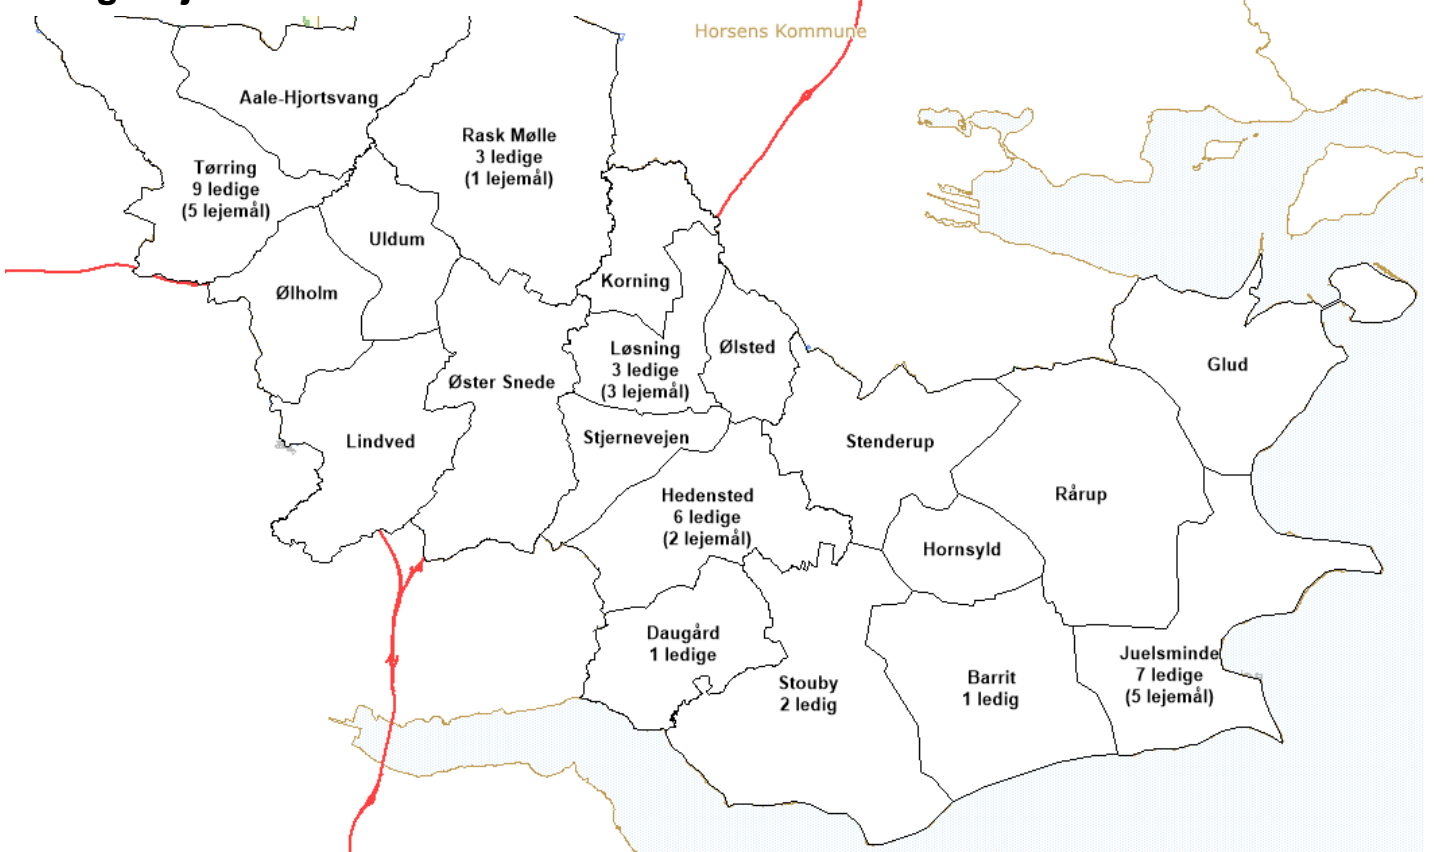 Horsens Kommune
Aale-Hjortsvang
Rask Mølle
3 ledige
(1 lejemål)
Tørring
9 ledige
(5 lejemål)
Uldum
Ølholm
Korning
Løsning
3 ledige
(3 lejemål)
Ølsted
Glud
Øster Snede
Lindved
Stjernevejen
Stenderup
Hedensted
6 ledige
(2 lejemål)
Rårup
Hornsyld
Daugård
1 ledige
Stouby
2 ledig
Barrit
1 ledig
Juelsminde
7 ledige
(5 lejemål)